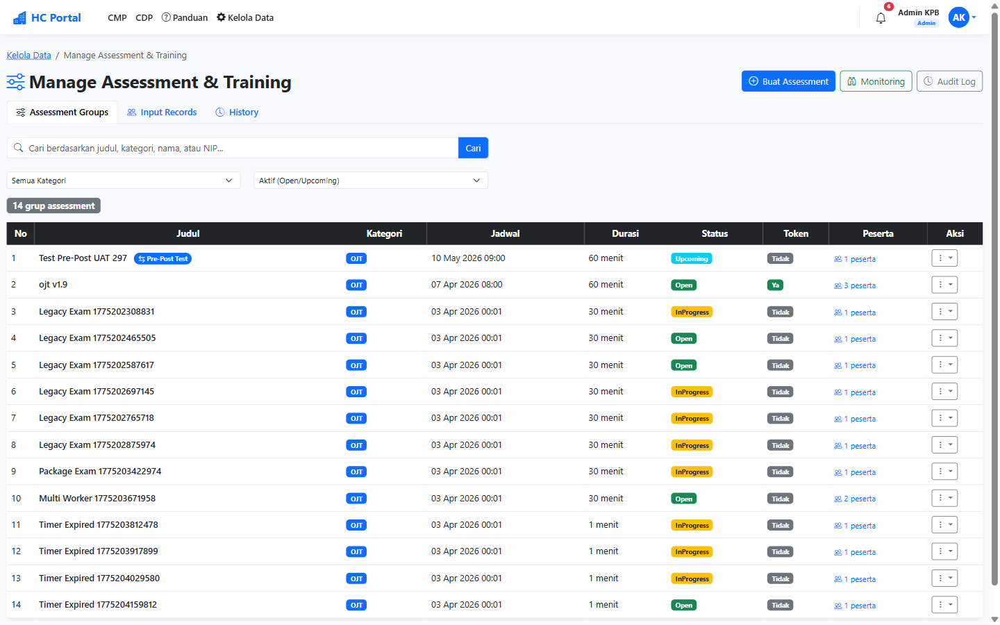 HC Portal CMP CDP Panduan Kelola Data 6 Admin KPB Admin AK
Kelola Data / Manage Assessment & Training
Manage Assessment & Training Buat Assessment Monitoring Audit Log
Assessment Groups Input Records History
Cari berdasarkan judul, kategori, nama, atau NIP... Cari
Semua Kategori Aktif (Open/Upcoming)
14 grup assessment
No Judul Kategori Jadwal Durasi Status Token Peserta Aksi
1 Test Pre-Post UAT 297 Pre-Post Test OJT 10 May 2026 09:00 60 menit Upcoming Tidak 1 peserta
2 ojt v1.9 OJT 07 Apr 2026 08:00 60 menit Open Ya 3 peserta
3 Legacy Exam 1775202308831 OJT 03 Apr 2026 00:01 30 menit InProgress Tidak 1 peserta
4 Legacy Exam 1775202465505 OJT 03 Apr 2026 00:01 30 menit Open Tidak 1 peserta
5 Legacy Exam 1775202587617 OJT 03 Apr 2026 00:01 30 menit Open Tidak 1 peserta
6 Legacy Exam 1775202697145 OJT 03 Apr 2026 00:01 30 menit InProgress Tidak 1 peserta
7 Legacy Exam 1775202765718 OJT 03 Apr 2026 00:01 30 menit InProgress Tidak 1 peserta
8 Legacy Exam 1775202875974 OJT 03 Apr 2026 00:01 30 menit InProgress Tidak 1 peserta
9 Package Exam 1775203422974 OJT 03 Apr 2026 00:01 30 menit InProgress Tidak 1 peserta
10 Multi Worker 1775203671958 OJT 03 Apr 2026 00:01 30 menit Open Tidak 2 peserta
11 Timer Expired 1775203812478 OJT 03 Apr 2026 00:01 1 menit InProgress Tidak 1 peserta
12 Timer Expired 1775203917899 OJT 03 Apr 2026 00:01 1 menit InProgress Tidak 1 peserta
13 Timer Expired 1775204029580 OJT 03 Apr 2026 00:01 1 menit InProgress Tidak 1 peserta
14 Timer Expired 1775204159812 OJT 03 Apr 2026 00:01 1 menit Open Tidak 1 peserta